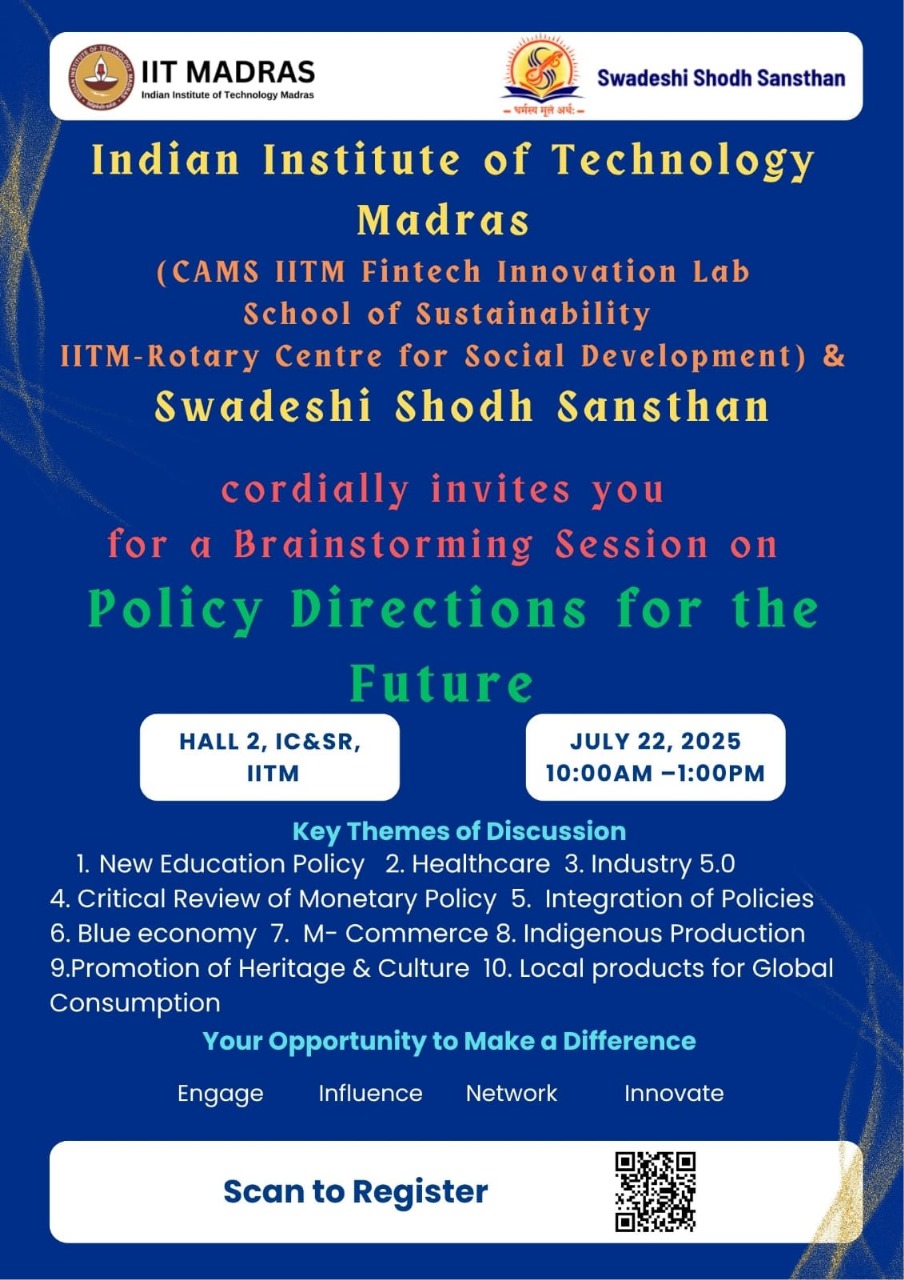 IIT MADRAS
Indian Institute of Technology Madras
Swadeshi Shodh Sansthan
धर्मस्य मूलं अर्थः
Indian Institute of Technology
Madras
(CAMS IITM Fintech Innovation Lab
School of Sustainability
IITM-Rotary Centre for Social Development) &
Swadeshi Shodh Sansthan
cordially invites you
for a Brainstorming Session on
Policy Directions for the
Future
HALL 2, IC&SR,
IITM
JULY 22, 2025
10:00AM –1:00PM
Key Themes of Discussion
1. New Education Policy 2. Healthcare 3. Industry 5.0
4. Critical Review of Monetary Policy 5. Integration of Policies
6. Blue economy 7. M- Commerce 8. Indigenous Production
9.Promotion of Heritage & Culture 10. Local products for Global
Consumption
Your Opportunity to Make a Difference
Engage Influence Network Innovate
Scan to Register